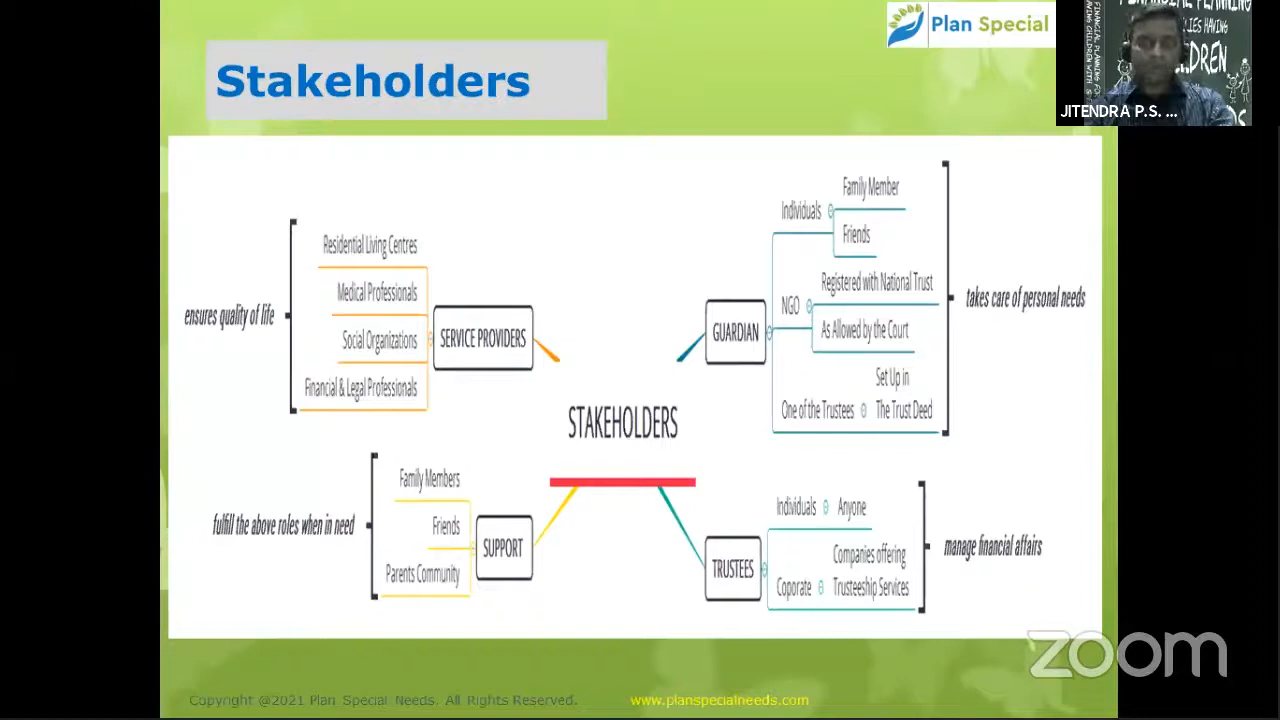 Plan Special
Stakeholders
JITENDRA P.S. ...
FINANCIAL PLANNING
CHILDREN
Residential Living Centres
Medical Professionals
Social Organizations
Financial & Legal Professionals
ensures quality of life
SERVICE PROVIDERS
Family Members
Friends
Parents Community
fulfill the above roles when in need
SUPPORT
STAKEHOLDERS
GUARDIAN
Individuals
Family Member
Friends
NGO
Registered with National Trust
As Allowed by the Court
One of the Trustees
Set Up in
The Trust Deed
takes care of personal needs
TRUSTEES
Individuals
Anyone
Coporate
Companies offering
Trusteeship Services
manage financial affairs
zoom
Copyright @2021 Plan Special Needs. All Rights Reserved.
www.planspecialneeds.com